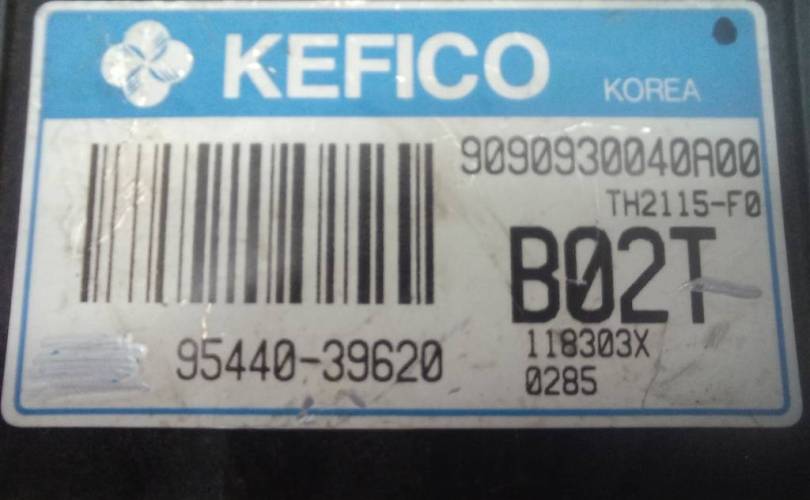 KEFICO
KOREA
9090930040A00
TH2115-F0
B02T
118303X
0285
95440-39620